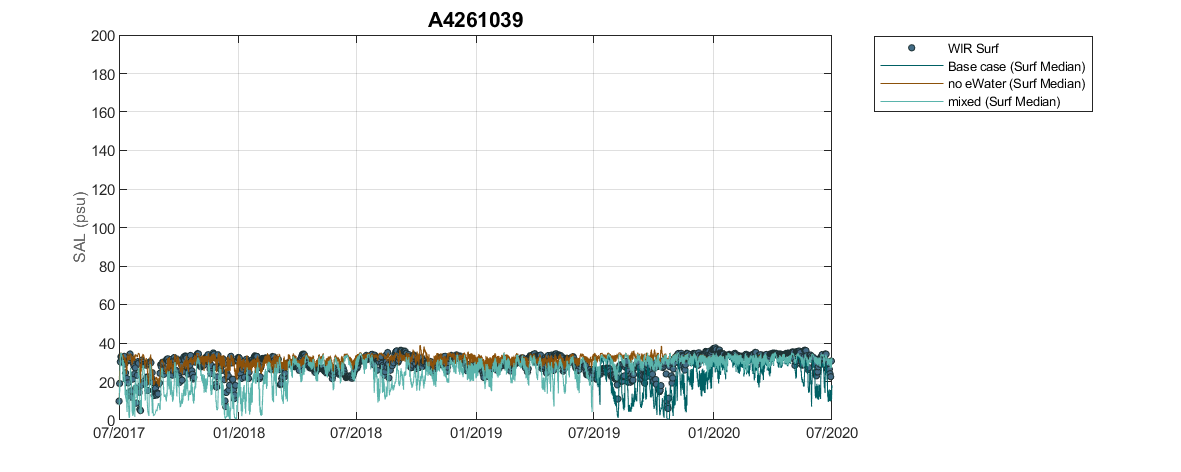 A4261039
200
180
160
140
120
100
80
60
40
20
0
SAL (psu)
07/2017 01/2018 07/2018 01/2019 07/2019 01/2020 07/2020
WIR Surf
Base case (Surf Median)
no eWater (Surf Median)
mixed (Surf Median)